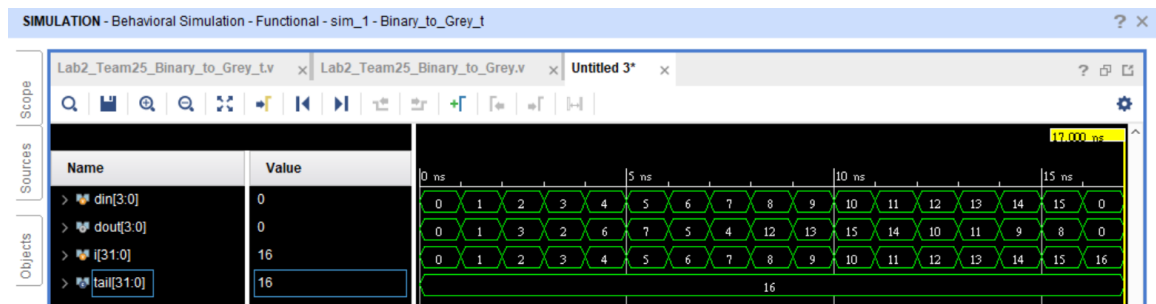 SIMULATION - Behavioral Simulation - Functional - sim_1 - Binary_to_Grey_t ? ×
Lab2_Team25_Binary_to_Grey_t.v × Lab2_Team25_Binary_to_Grey.v × Untitled 3* × ?
Scope
Sources
Objects
17.000 ns
Name Value 0 ns 5 ns 10 ns 15 ns
> din[3:0] 0 0 1 2 3 4 5 6 7 8 9 10 11 12 13 14 15 0
> dout[3:0] 0 0 1 3 2 6 7 5 4 12 13 15 14 10 11 9 8 0
> i[31:0] 16 0 1 2 3 4 5 6 7 8 9 10 11 12 13 14 15 16
> tail[31:0] 16 16